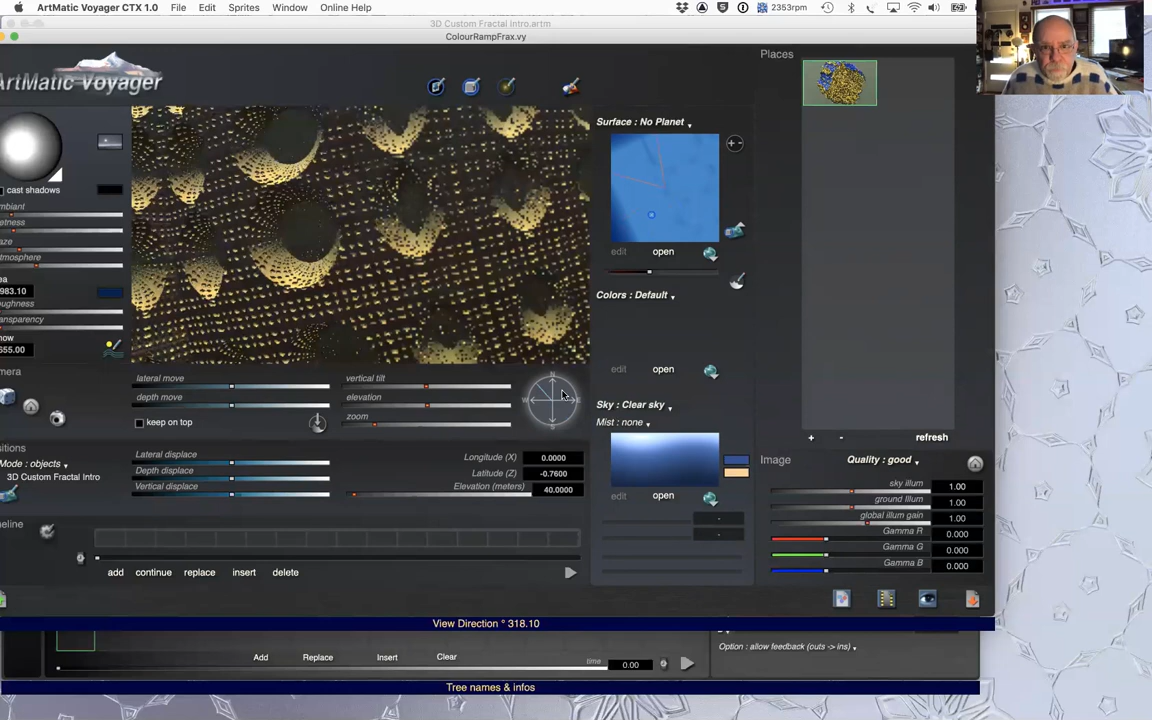 ArtMatic Voyager CTX 1.0 File Edit Sprites Window Online Help 2353rpm
3D Custom Fractal Intro.artm
ColourRampFrax.vy
ArtMatic Voyager
Places
Surface : No Planet
cast shadows
edit open
983.10
Colors : Default
655.00
edit open
lateral move
vertical tilt
depth move
elevation
keep on top
zoom
N
W E
S
Sky : Clear sky
Mist : none
+ - refresh
Mode : objects
3D Custom Fractal Intro
Lateral displace
Depth displace
Vertical displace
Longitude (X) 0.0000
Latitude (Z) -0.7600
Elevation (meters) 40.0000
edit open
Image Quality : good
sky illum 1.00
ground Illum 1.00
global illum gain 1.00
Gamma R 0.000
Gamma G 0.000
Gamma B 0.000
add continue replace insert delete
View Direction ° 318.10
Add Replace Insert Clear time 0.00
Option : allow feedback (cuts -> ins)
Tree names & infos